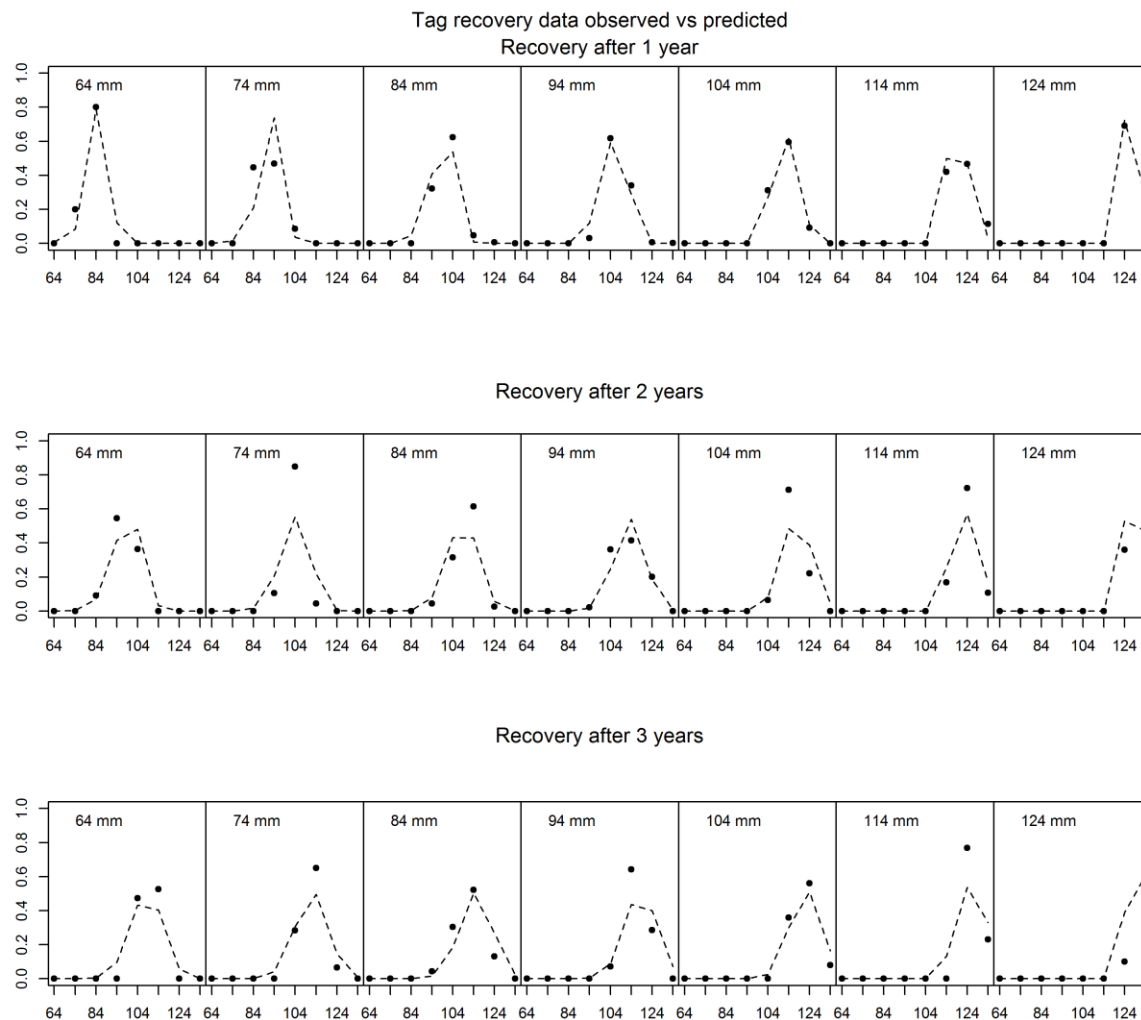 Tag recovery data observed vs predicted
Recovery after 1 year
0.0 0.2 0.4 0.6 0.8 1.0
64 mm 74 mm 84 mm 94 mm 104 mm 114 mm 124 mm
64 84 104 124 64 84 104 124 64 84 104 124 64 84 104 124 64 84 104 124 64 84 104 124 64 84 104 124
Recovery after 2 years
0.0 0.2 0.4 0.6 0.8 1.0
64 mm 74 mm 84 mm 94 mm 104 mm 114 mm 124 mm
64 84 104 124 64 84 104 124 64 84 104 124 64 84 104 124 64 84 104 124 64 84 104 124 64 84 104 124
Recovery after 3 years
0.0 0.2 0.4 0.6 0.8 1.0
64 mm 74 mm 84 mm 94 mm 104 mm 114 mm 124 mm
64 84 104 124 64 84 104 124 64 84 104 124 64 84 104 124 64 84 104 124 64 84 104 124 64 84 104 124